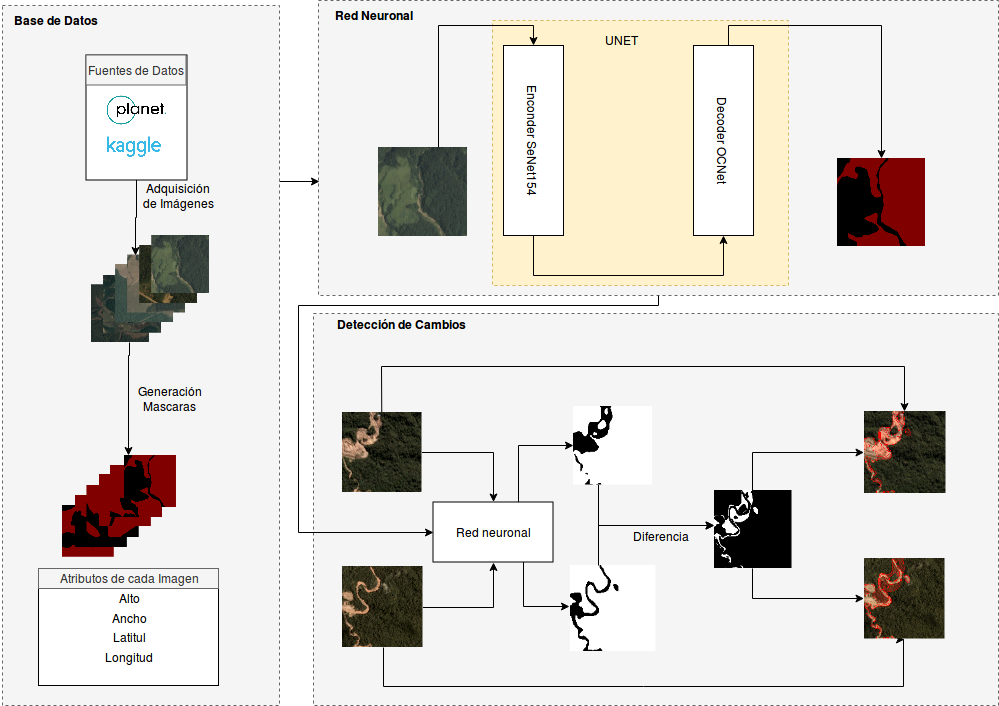 Base de Datos
Fuentes de Datos
planet.
kaggle
Adquisición
de Imágenes
Generación
Mascaras
Atributos de cada Imagen
Alto
Ancho
Latitul
Longitud
Red Neuronal
UNET
Enconder SeNet154
Decoder OCNet
Detección de Cambios
Red neuronal
Diferencia